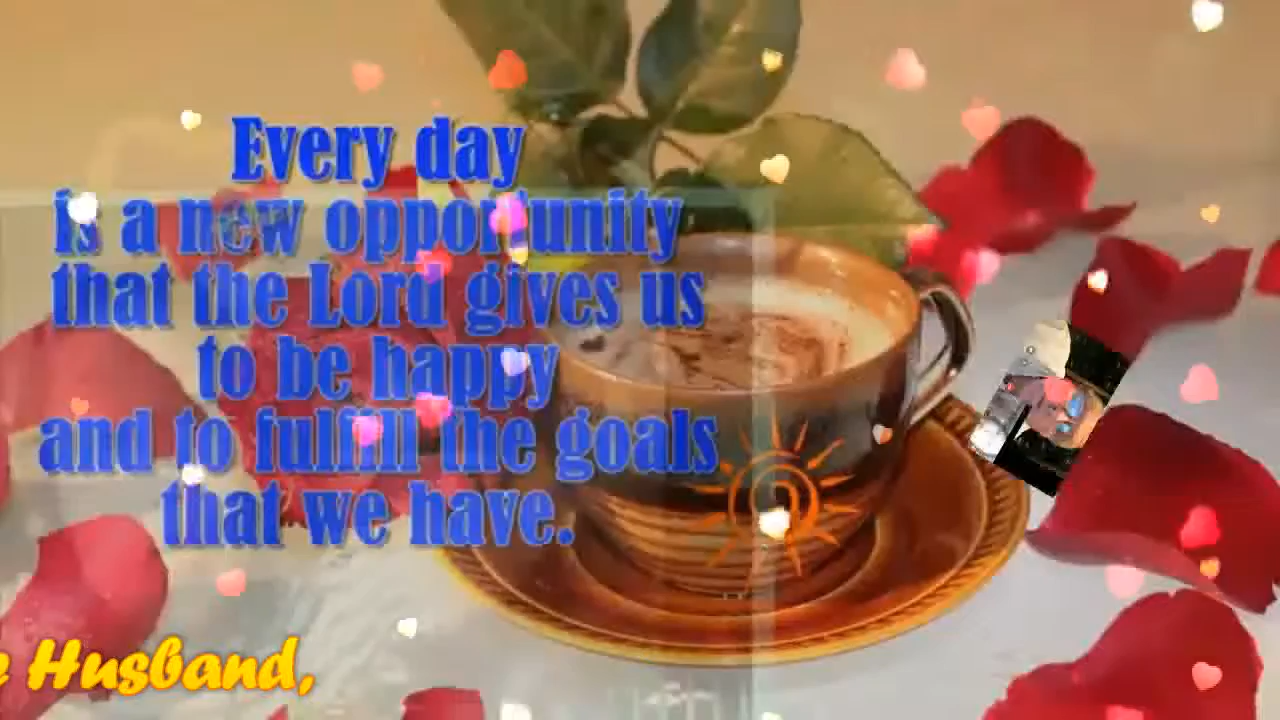 Every day
is a new opportunity
that the Lord gives us
to be happy
and to fulfill the goals
that we have.
Husband,